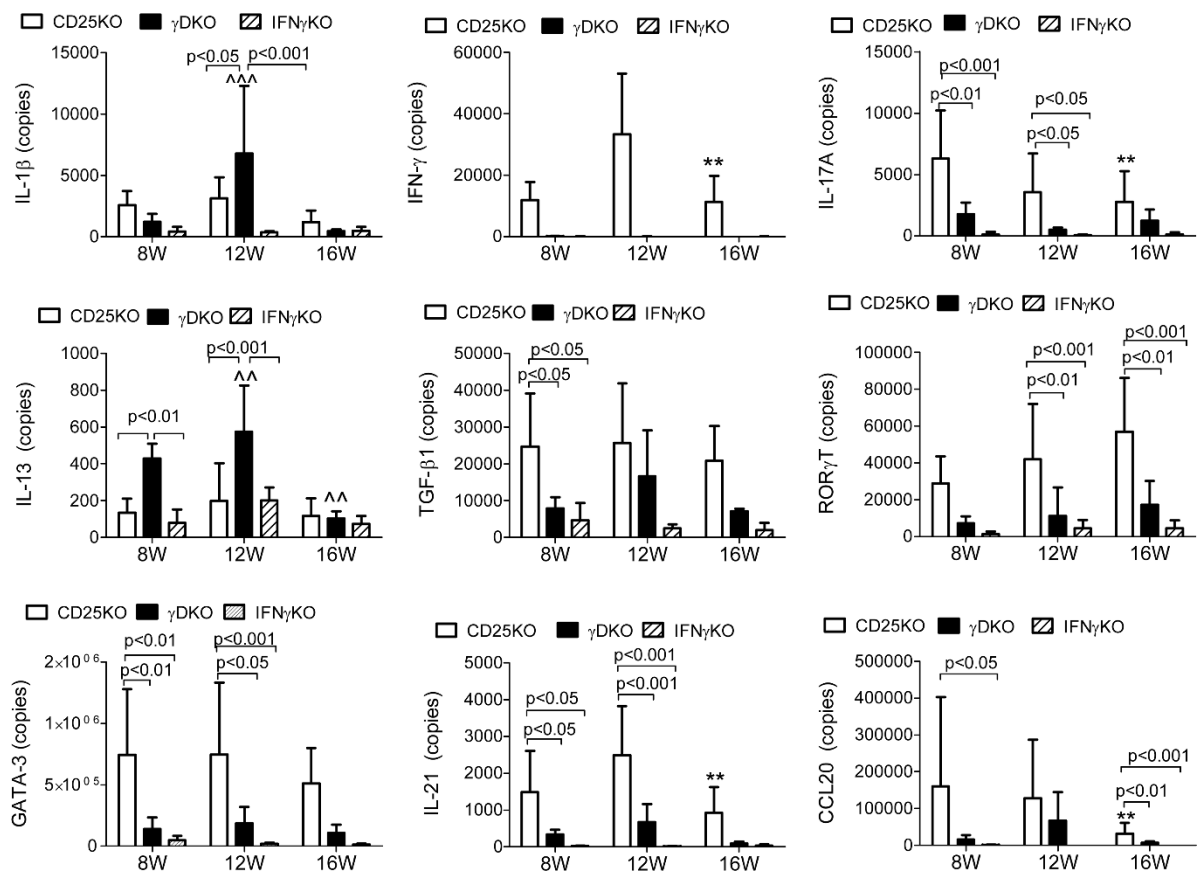 CD25KO γDKO IFNγKO
p<0.05 p<0.001
^^^
IL-1β (copies)
15000
10000
5000
0
8W 12W 16W
CD25KO γDKO IFNγKO
IFN-γ (copies)
60000
40000
20000
0
**
8W 12W 16W
CD25KO γDKO IFNγKO
p<0.001
p<0.01
p<0.05
p<0.05
**
IL-17A (copies)
15000
10000
5000
0
8W 12W 16W
CD25KO γDKO IFNγKO
p<0.001
^^
p<0.01
^^
IL-13 (copies)
1000
800
600
400
200
0
8W 12W 16W
CD25KO γDKO IFNγKO
p<0.05
p<0.05
TGF-β1 (copies)
50000
40000
30000
20000
10000
0
8W 12W 16W
CD25KO γDKO IFNγKO
p<0.001
p<0.01
p<0.001
p<0.01
RORγT (copies)
100000
80000
60000
40000
20000
0
8W 12W 16W
CD25KO γDKO IFNγKO
p<0.01
p<0.01
p<0.001
p<0.05
GATA-3 (copies)
2×10⁰⁶
1×10⁰⁶
5×10⁰⁵
0
8W 12W 16W
CD25KO γDKO IFNγKO
p<0.05
p<0.05
p<0.001
p<0.001
**
IL-21 (copies)
5000
4000
3000
2000
1000
0
8W 12W 16W
CD25KO γDKO IFNγKO
p<0.05
p<0.001
p<0.01
**
CCL20 (copies)
500000
400000
300000
200000
100000
0
8W 12W 16W